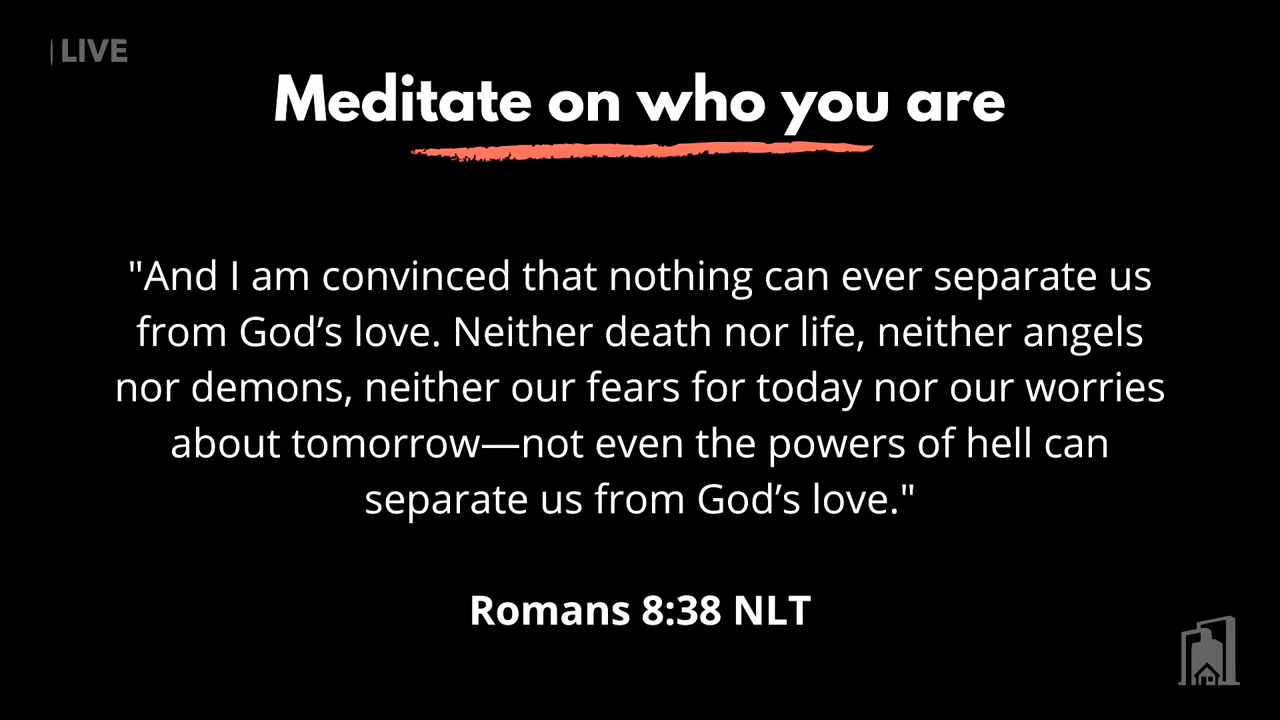 | LIVE
Meditate on who you are
"And I am convinced that nothing can ever separate us
from God’s love. Neither death nor life, neither angels
nor demons, neither our fears for today nor our worries
about tomorrow—not even the powers of hell can
separate us from God’s love."
Romans 8:38 NLT